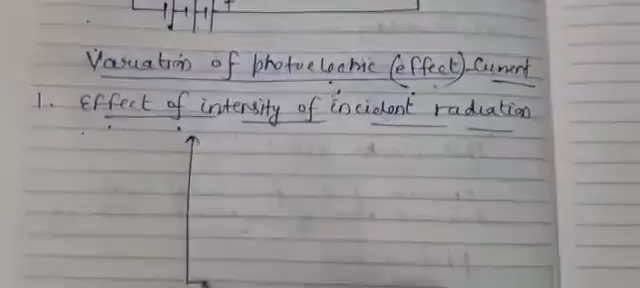 Variation of photoelectric (effect)-Current
1. Effect of intensity of incident radiation